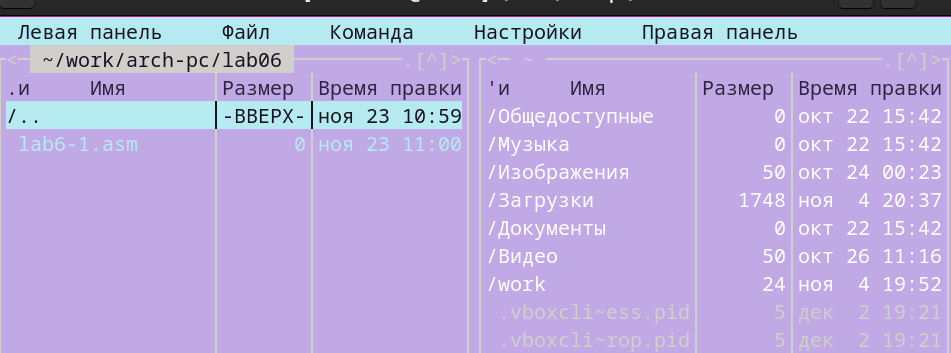 Левая панель Файл Команда Настройки Правая панель
<─ ~/work/arch-pc/lab06 ─.[^]>
.и Имя Размер Время правки
/.. -ВВЕРХ- ноя 23 10:59
lab6-1.asm 0 ноя 23 11:00
<─ ~ ─.[^]>
'и Имя Размер Время правки
/Общедоступные 0 окт 22 15:42
/Музыка 0 окт 22 15:42
/Изображения 50 окт 24 00:23
/Загрузки 1748 ноя 4 20:37
/Документы 0 окт 22 15:42
/Видео 50 окт 26 11:16
/work 24 ноя 4 19:52
.vboxcli~ess.pid 5 дек 2 19:21
.vboxcli~rop.pid 5 дек 2 19:21